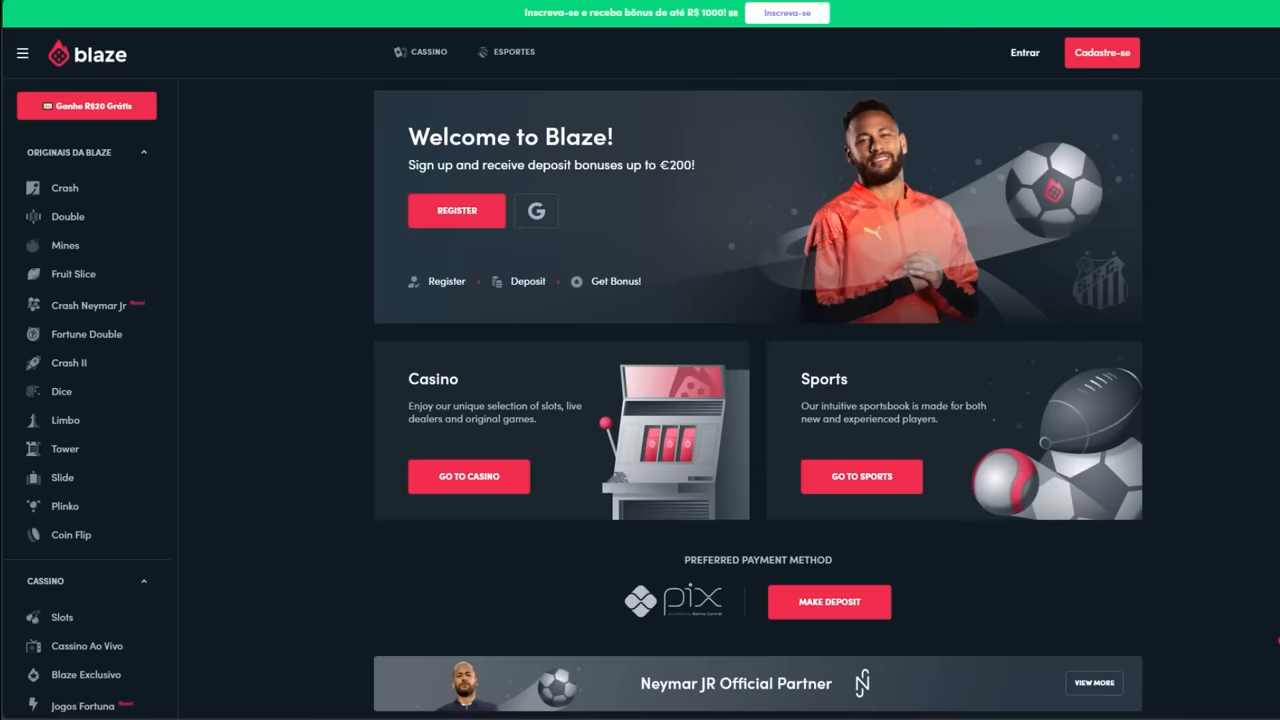 Inscreva-se e receba bônus de até R$ 1000!
Inscreva-se
blaze
CASSINO
ESPORTES
Entrar
Cadastre-se
Ganhe R$20 Grátis
ORIGINAIS DA BLAZE
Crash
Double
Mines
Fruit Slice
Crash Neymar Jr New!
Fortune Double
Crash II
Dice
Limbo
Tower
Slide
Plinko
Coin Flip
CASSINO
Slots
Cassino Ao Vivo
Blaze Exclusivo
Jogos Fortuna New!
Welcome to Blaze!
Sign up and receive deposit bonuses up to €200!
REGISTER
G
Register
Deposit
Get Bonus!
Casino
Enjoy our unique selection of slots, live
dealers and original games.
GO TO CASINO
Sports
Our intuitive sportsbook is made for both
new and experienced players.
GO TO SPORTS
PREFERRED PAYMENT METHOD
pix
MAKE DEPOSIT
Neymar JR Official Partner
VIEW MORE